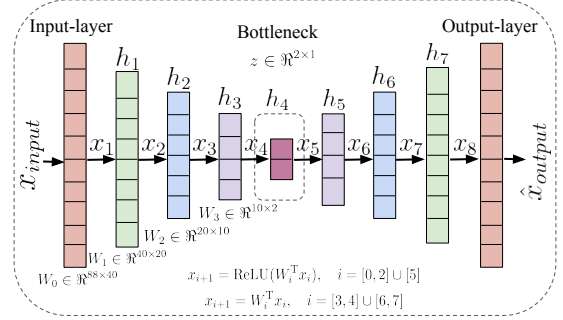 Input-layer
Bottleneck
Output-layer
z ∈ ℜ^{2×1}
h_1
h_2
h_3
h_4
h_5
h_6
h_7
x_{input}
x_1
x_2
x_3
x_4
x_5
x_6
x_7
x_8
x̂_{output}
W_3 ∈ ℜ^{10×2}
W_2 ∈ ℜ^{20×10}
W_1 ∈ ℜ^{40×20}
W_0 ∈ ℜ^{88×40}
x_{i+1} = ReLU(W_i^T x_i), i = [0, 2] ∪ [5]
x_{i+1} = W_i^T x_i, i = [3, 4] ∪ [6, 7]